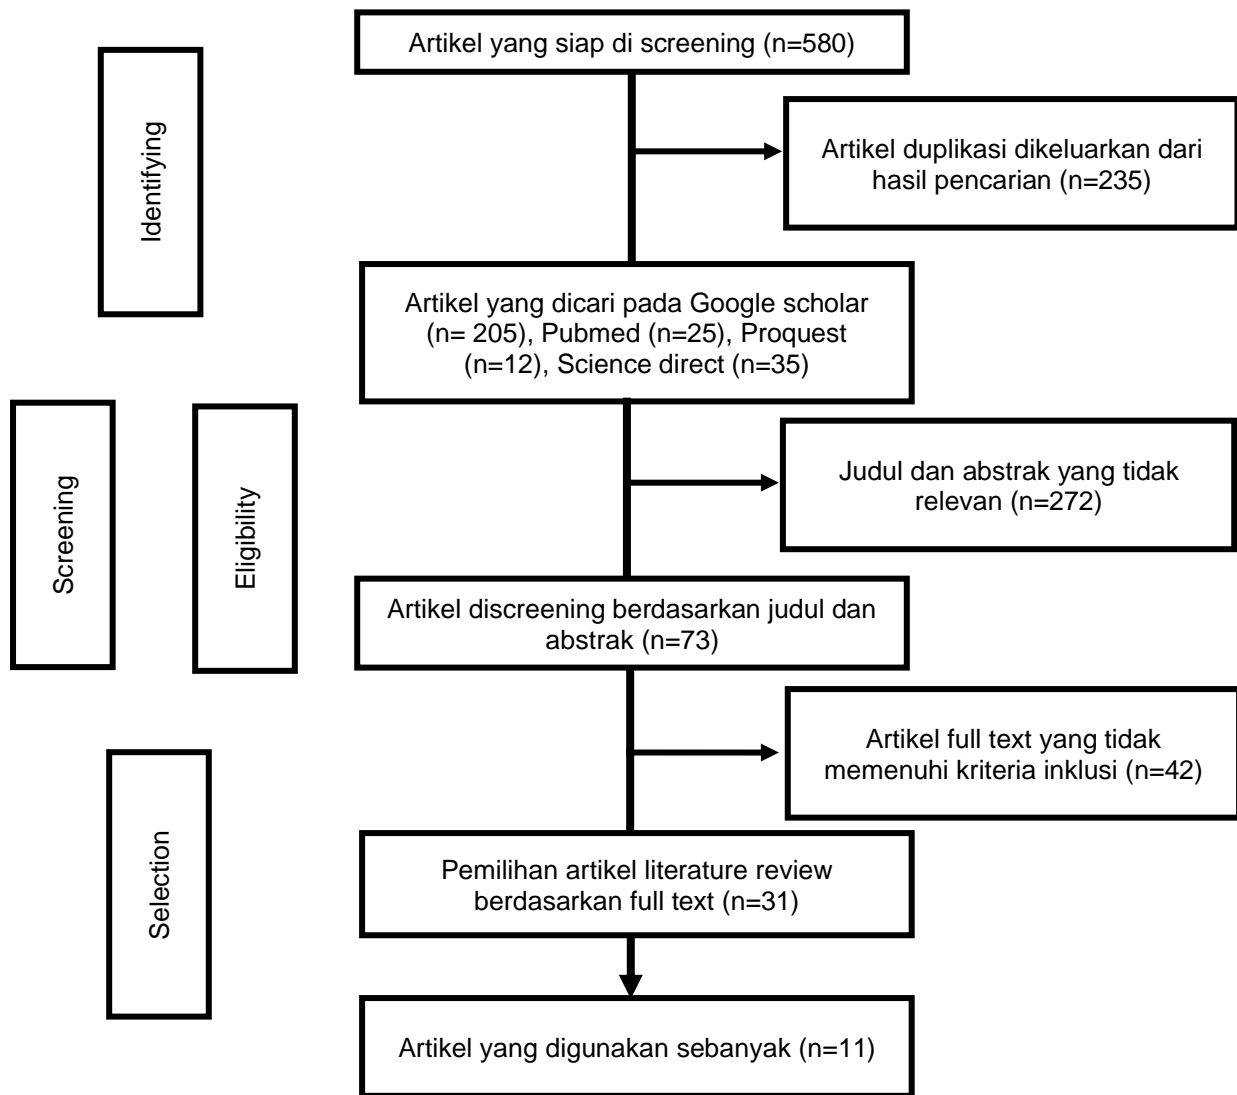 Artikel yang siap di screening (n=580)
Identifying
Artikel duplikasi dikeluarkan dari
hasil pencarian (n=235)
Artikel yang dicari pada Google scholar
(n= 205), Pubmed (n=25), Proquest
(n=12), Science direct (n=35)
Screening
Eligibility
Judul dan abstrak yang tidak
relevan (n=272)
Artikel discreening berdasarkan judul dan
abstrak (n=73)
Artikel full text yang tidak
memenuhi kriteria inklusi (n=42)
Selection
Pemilihan artikel literature review
berdasarkan full text (n=31)
Artikel yang digunakan sebanyak (n=11)